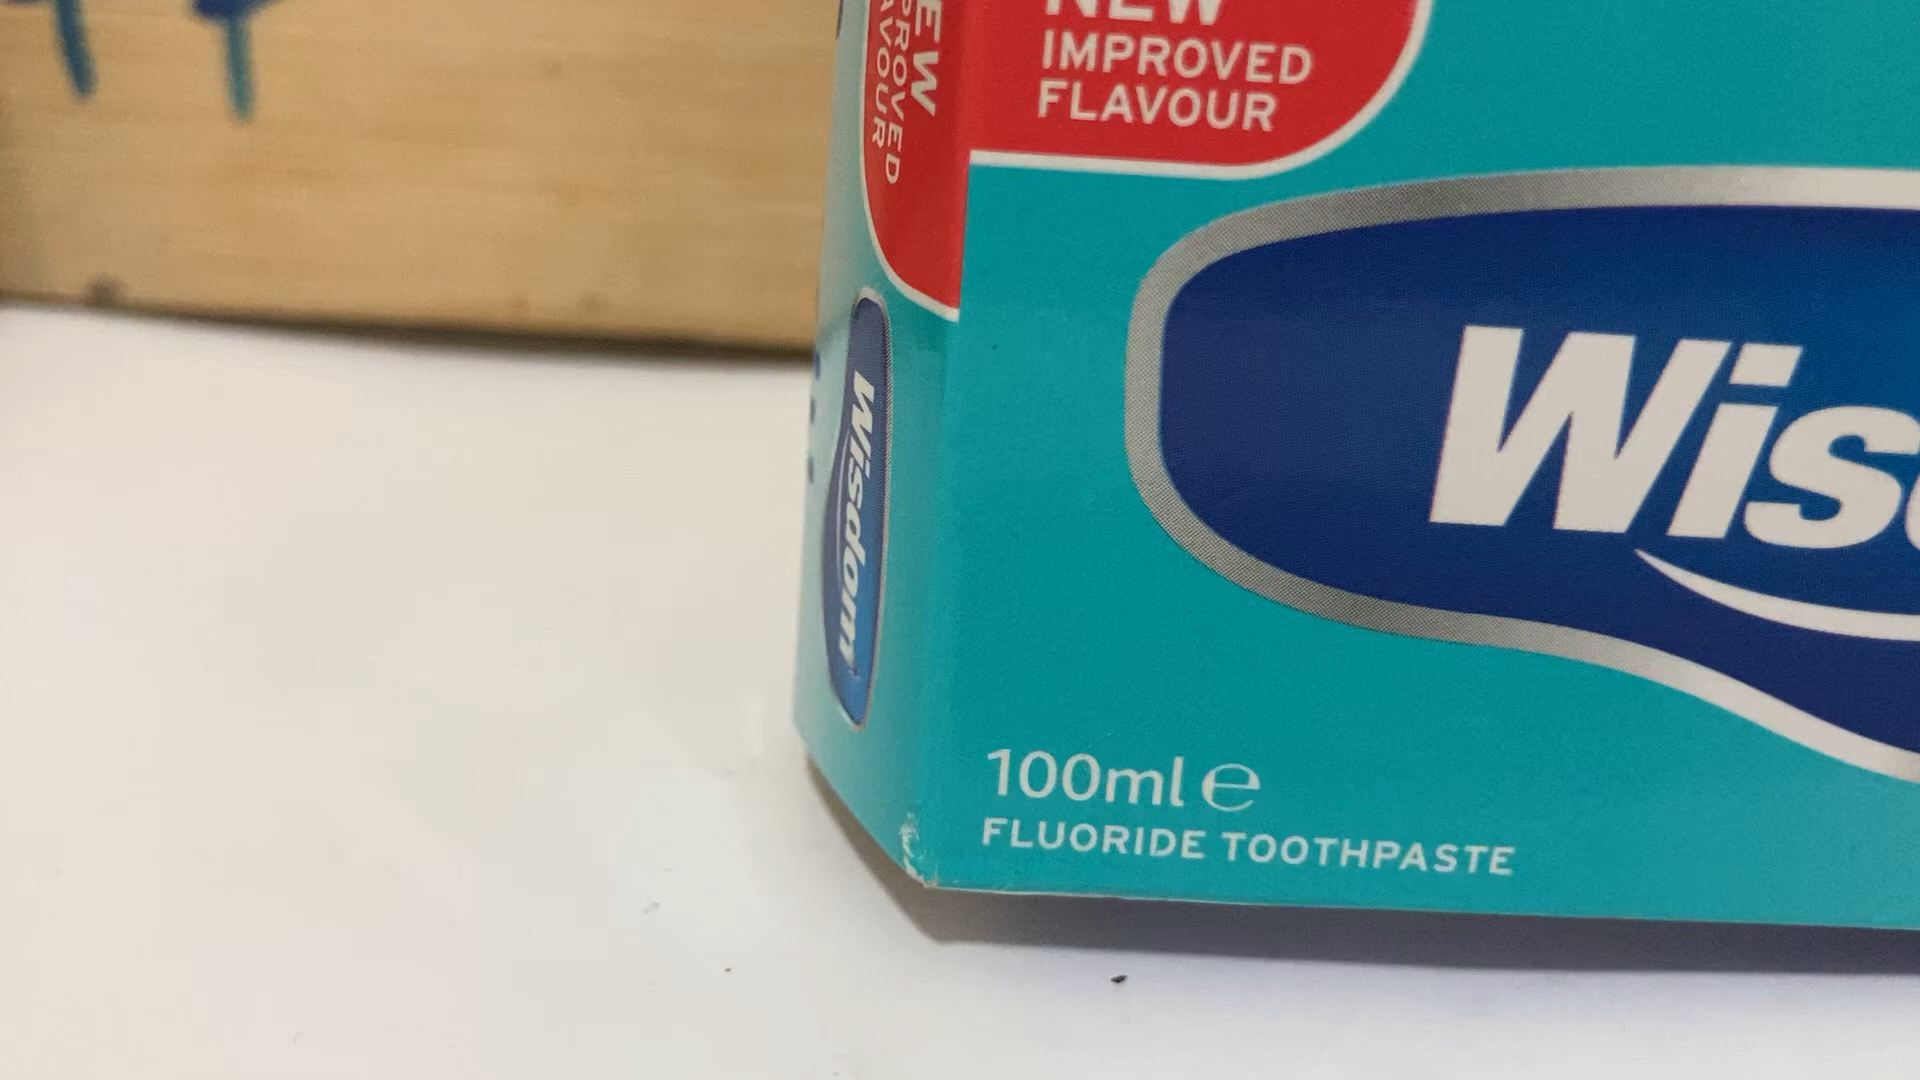 NEW
IMPROVED
FLAVOUR
Wis
100ml ℮
FLUORIDE TOOTHPASTE
Wisdom